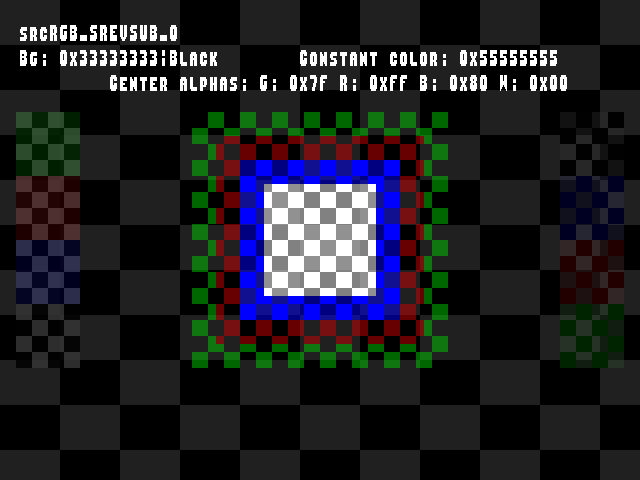 srcRGB_SREVSUB_0
Bg: 0x33333333;Black Constant color: 0x55555555
Center alphas: G: 0x7f R: 0xff B: 0x80 W: 0x00